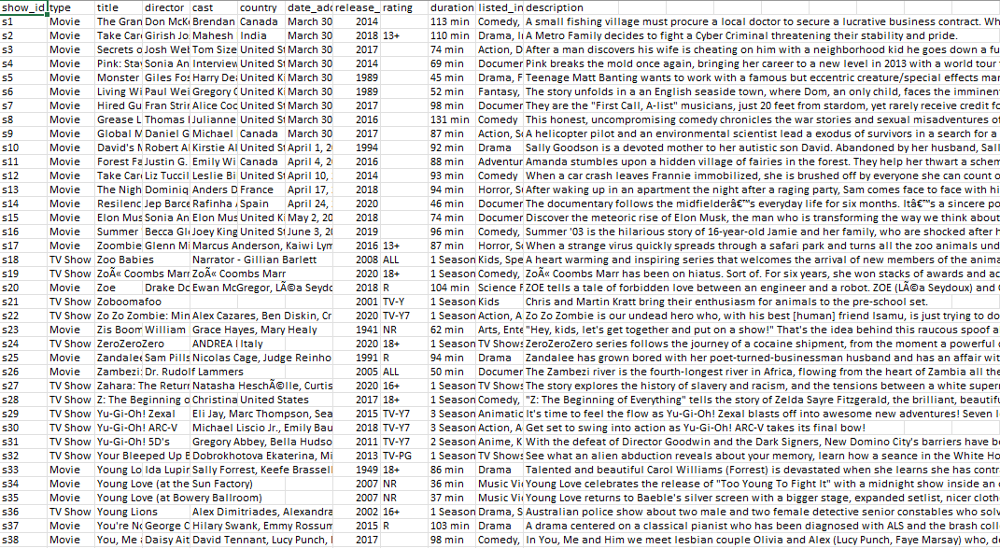 show_id type title director cast country date_adc release_ rating duration listed_in description
s1 Movie The Gran Don McKe Brendan Canada March 30 2014 113 min Comedy, A small fishing village must procure a local doctor to secure a lucrative business contract. Wh
s2 Movie Take Care Girish Jo Mahesh India March 30 2018 13+ 110 min Drama, In A Metro Family decides to fight a Cyber Criminal threatening their stability and pride.
s3 Movie Secrets o Josh Web Tom Size United St March 30 2017 74 min Action, D After a man discovers his wife is cheating on him with a neighborhood kid he goes down a fu
s4 Movie Pink: Stay Sonia An Interview United St March 30 2014 69 min Documen Pink breaks the mold once again, bringing her career to a new level in 2013 with a world tour
s5 Movie Monster Giles Fos Harry De United Ki March 30 1989 45 min Drama, F Teenage Matt Banting wants to work with a famous but eccentric creature/special effects mar
s6 Movie Living Wi Paul Wei Gregory C United Ki March 30 1989 52 min Fantasy, The story unfolds in a an English seaside town, where Dom, an only child, faces the imminent
s7 Movie Hired Gu Fran Strir Alice Coc United St March 30 2017 98 min Documen They are the "First Call, A-list" musicians, just 20 feet from stardom, yet rarely receive credit fo
s8 Movie Grease L Thomas I Julianne United St March 30 2016 131 min Comedy This honest, uncompromising comedy chronicles the war stories and sexual misadventures of
s9 Movie Global M Daniel G Michael United St March 30 2017 87 min Action, Sc A helicopter pilot and an environmental scientist lead a exodus of survivors in a search for a
s10 Movie David's M Robert Al Kirstie Al United St April 1, 2 1994 92 min Drama Sally Goodson is a devoted mother to her autistic son David. Abandoned by her husband, Sal
s11 Movie Forest Fa Justin G. Emily Wi Canada April 4, 2 2016 88 min Adventur Amanda stumbles upon a hidden village of fairies in the forest. They help her thwart a schem
s12 Movie Take Care Liz Tuccil Leslie Bi United St April 10, 2014 93 min Comedy When a car crash leaves Frannie immobilized, she is brushed off by everyone she can count o
s13 Movie The Nigh Dominiq Anders D France April 17, 2018 94 min Horror, S After waking up in an apartment the night after a raging party, Sam comes face to face with hi
s14 Movie Resilenc Jep Barce Rafinha / Spain April 24, 2020 46 min Documen The documentary follows the midfielderâ€™s everyday life for six months. Itâ€™s a sincere po
s15 Movie Elon Mus Sonia An Elon Mus United Ki May 2, 20 2018 74 min Documen Discover the meteoric rise of Elon Musk, the man who is transforming the way we think about
s16 Movie Summer Becca Gl Joey King United St June 3, 20 2019 96 min Comedy, Summer '03 is the hilarious story of 16-year-old Jamie and her family, who are shocked after h
s17 Movie Zoombie Glenn Mi Marcus Anderson, Kaiwi Lym 2016 13+ 87 min Horror, S When a strange virus quickly spreads through a safari park and turns all the zoo animals und
s18 TV Show Zoo Babies Narrator - Gillian Barlett 2008 ALL 1 Season Kids, Spe A heart warming and inspiring series that welcomes the arrival of new members of the anima
s19 TV Show ZoÃ« Coombs Marr ZoÃ« Coombs Marr 2020 18+ 1 Season Comedy, ZoÃ« Coombs Marr has been on hiatus. Sort of. For six years, she won stacks of awards and ac
s20 Movie Zoe Drake Do Ewan McGregor, LÃ©a Seydc 2018 R 104 min Science F ZOE tells a tale of forbidden love between an engineer and a robot. ZOE (LÃ©a Seydoux) and C
s21 TV Show Zoboomafoo 2001 TV-Y 1 Season Kids Chris and Martin Kratt bring their enthusiasm for animals to the pre-school set.
s22 TV Show Zo Zo Zombie: Min Alex Cazares, Ben Diskin, Cr 2020 TV-Y7 1 Season Action, A Zo Zo Zombie is our undead hero who, with his best [human] friend Isamu, is just trying to do
s23 Movie Zis Boom William Grace Hayes, Mary Healy 1941 NR 62 min Arts, Ente "Hey, kids, let's get together and put on a show!" That's the idea behind this raucous spoof a
s24 TV Show ZeroZeroZero ANDREA I Italy 2020 18+ 1 Season TV Shows ZeroZeroZero series follows the journey of a cocaine shipment, from the moment a powerful c
s25 Movie Zandalee Sam Pills Nicolas Cage, Judge Reinho 1991 R 94 min Drama Zandalee has grown bored with her poet-turned-businessman husband and has an affair wit
s26 Movie Zambezi: Dr. Rudolf Lammers 2005 ALL 50 min Documen The Zambezi river is the fourth-longest river in Africa, flowing from the heart of Zambia all the
s27 TV Show Zahara: The Return Natasha HeschÃ©lle, Curtis 2020 16+ 1 Season TV Shows The story explores the history of slavery and racism, and the tensions between a white super
s28 TV Show Z: The Beginning o Christina United St 2017 18+ 1 Season Comedy, "Z: The Beginning of Everything" tells the story of Zelda Sayre Fitzgerald, the brilliant, beautifu
s29 TV Show Yu-Gi-Oh! Zexal Eli Jay, Marc Thompson, Sea 2015 TV-Y7 3 Season Animatic It's time to feel the flow as Yu-Gi-Oh! Zexal blasts off into awesome new adventures! Seven l
s30 TV Show Yu-Gi-Oh! ARC-V Michael Liscio Jr., Emily Bau 2018 TV-Y7 3 Season Action, A Get set to swing into action as Yu-Gi-Oh! ARC-V takes its final bow!
s31 TV Show Yu-Gi-Oh! 5D's Gregory Abbey, Bella Hudso 2011 TV-Y7 2 Season Anime, K With the defeat of Director Goodwin and the Dark Signers, New Domino City's barriers have be
s32 TV Show Your Bleeped Up B Dobrokhotova Ekaterina, Mi 2013 TV-PG 1 Season TV Shows See what an alien abduction reveals about your memory, learn how a seance in the White Ho
s33 Movie Young Lo Ida Lupin Sally Forrest, Keefe Brassel 1949 18+ 86 min Drama Talented and beautiful Carol Williams (Forrest) is devastated when she learns she has contr
s34 Movie Young Love (at the Sun Factory) 2007 NR 36 min Music Vi Young Love celebrates the release of "Too Young To Fight It" with a midnight show inside an
s35 Movie Young Love (at Bowery Ballroom) 2007 NR 37 min Music Vi Young Love returns to Baeble's silver screen with a bigger stage, expanded setlist, nicer cloth
s36 TV Show Young Lions Alex Dimitriades, Alexandra 2002 16+ 1 Season Drama, S Australian police show about two male and two female detective senior constables who solv
s37 Movie You're No George C Hilary Swank, Emmy Rossum 2015 R 103 min Drama A drama centered on a classical pianist who has been diagnosed with ALS and the brash coll
s38 Movie You, Me a Daisy Ait David Tennant, Lucy Punch, I 2017 98 min Comedy, In You, Me and Him we meet lesbian couple Olivia and Alex (Lucy Punch, Faye Marsay) who, d